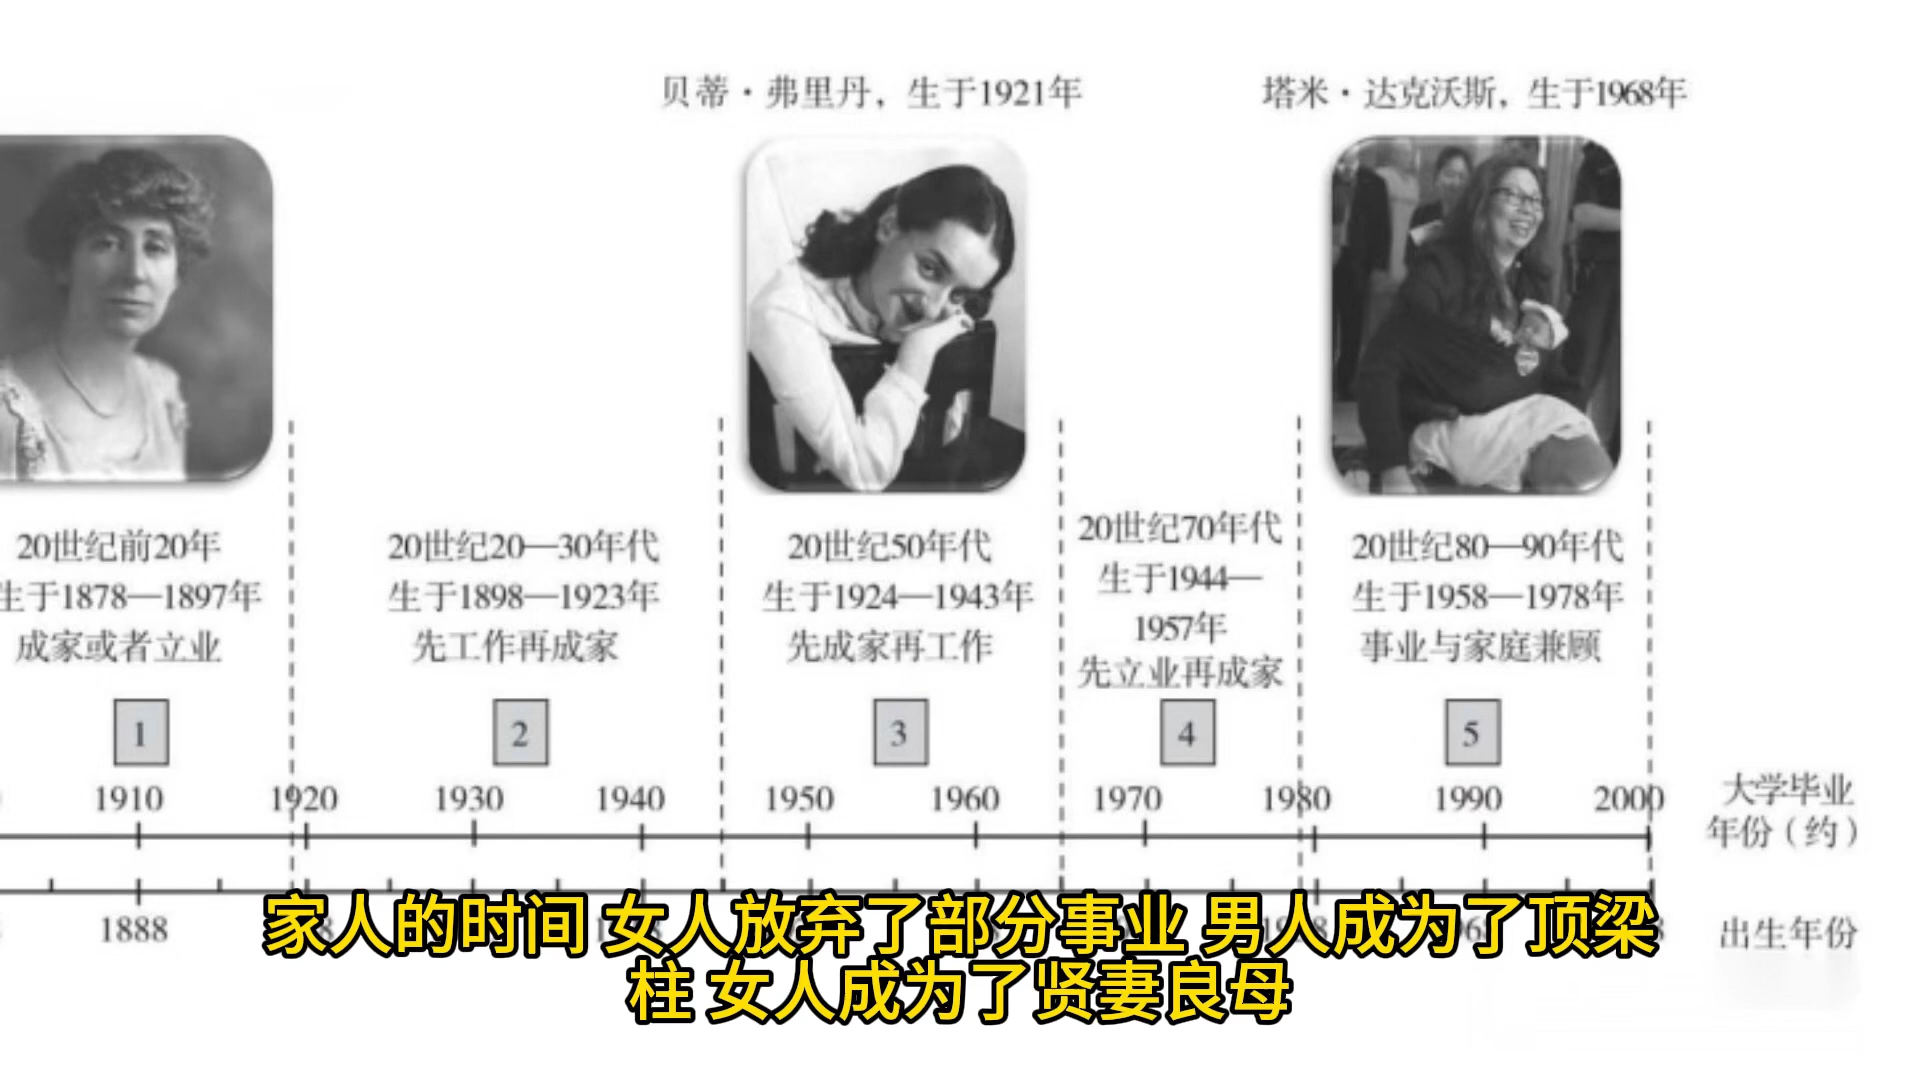 贝蒂·弗里丹，生于1921年
塔米·达克沃斯，生于1968年
20世纪前20年
生于1878—1897年
成家或者立业
20世纪20—30年代
生于1898—1923年
先工作再成家
20世纪50年代
生于1924—1943年
先成家再工作
20世纪70年代
生于1944—
1957年
先立业再成家
20世纪80—90年代
生于1958—1978年
事业与家庭兼顾
1 2 3 4 5
1910 1920 1930 1940 1950 1960 1970 1980 1990 2000
大学毕业
年份（约）
1888
出生年份
家人的时间 女人放弃了部分事业 男人成为了顶梁
柱 女人成为了贤妻良母